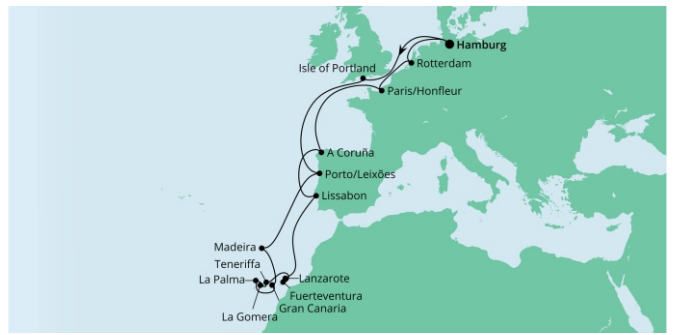 Hamburg
Rotterdam
Isle of Portland
Paris/Honfleur
A Coruña
Porto/Leixões
Lissabon
Madeira
Teneriffa
La Palma
Lanzarote
Fuerteventura
Gran Canaria
La Gomera